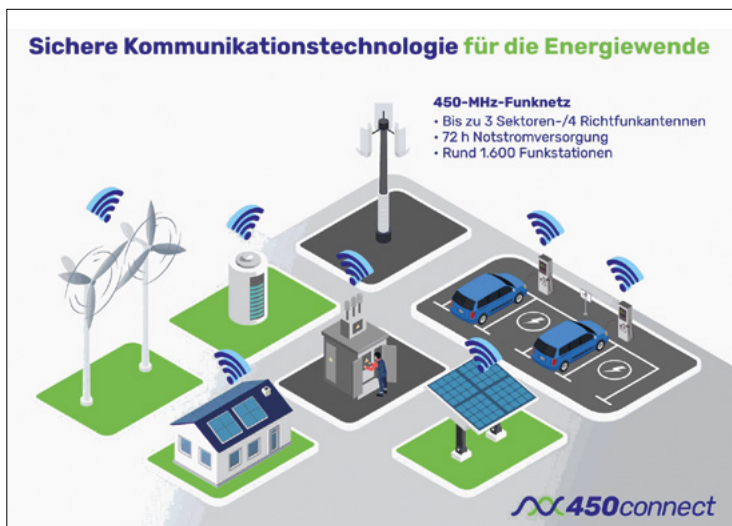 Sichere Kommunikationstechnologie für die Energiewende
450-MHz-Funknetz
• Bis zu 3 Sektoren-/4 Richtfunkantennen
• 72 h Notstromversorgung
• Rund 1.600 Funkstationen
450connect